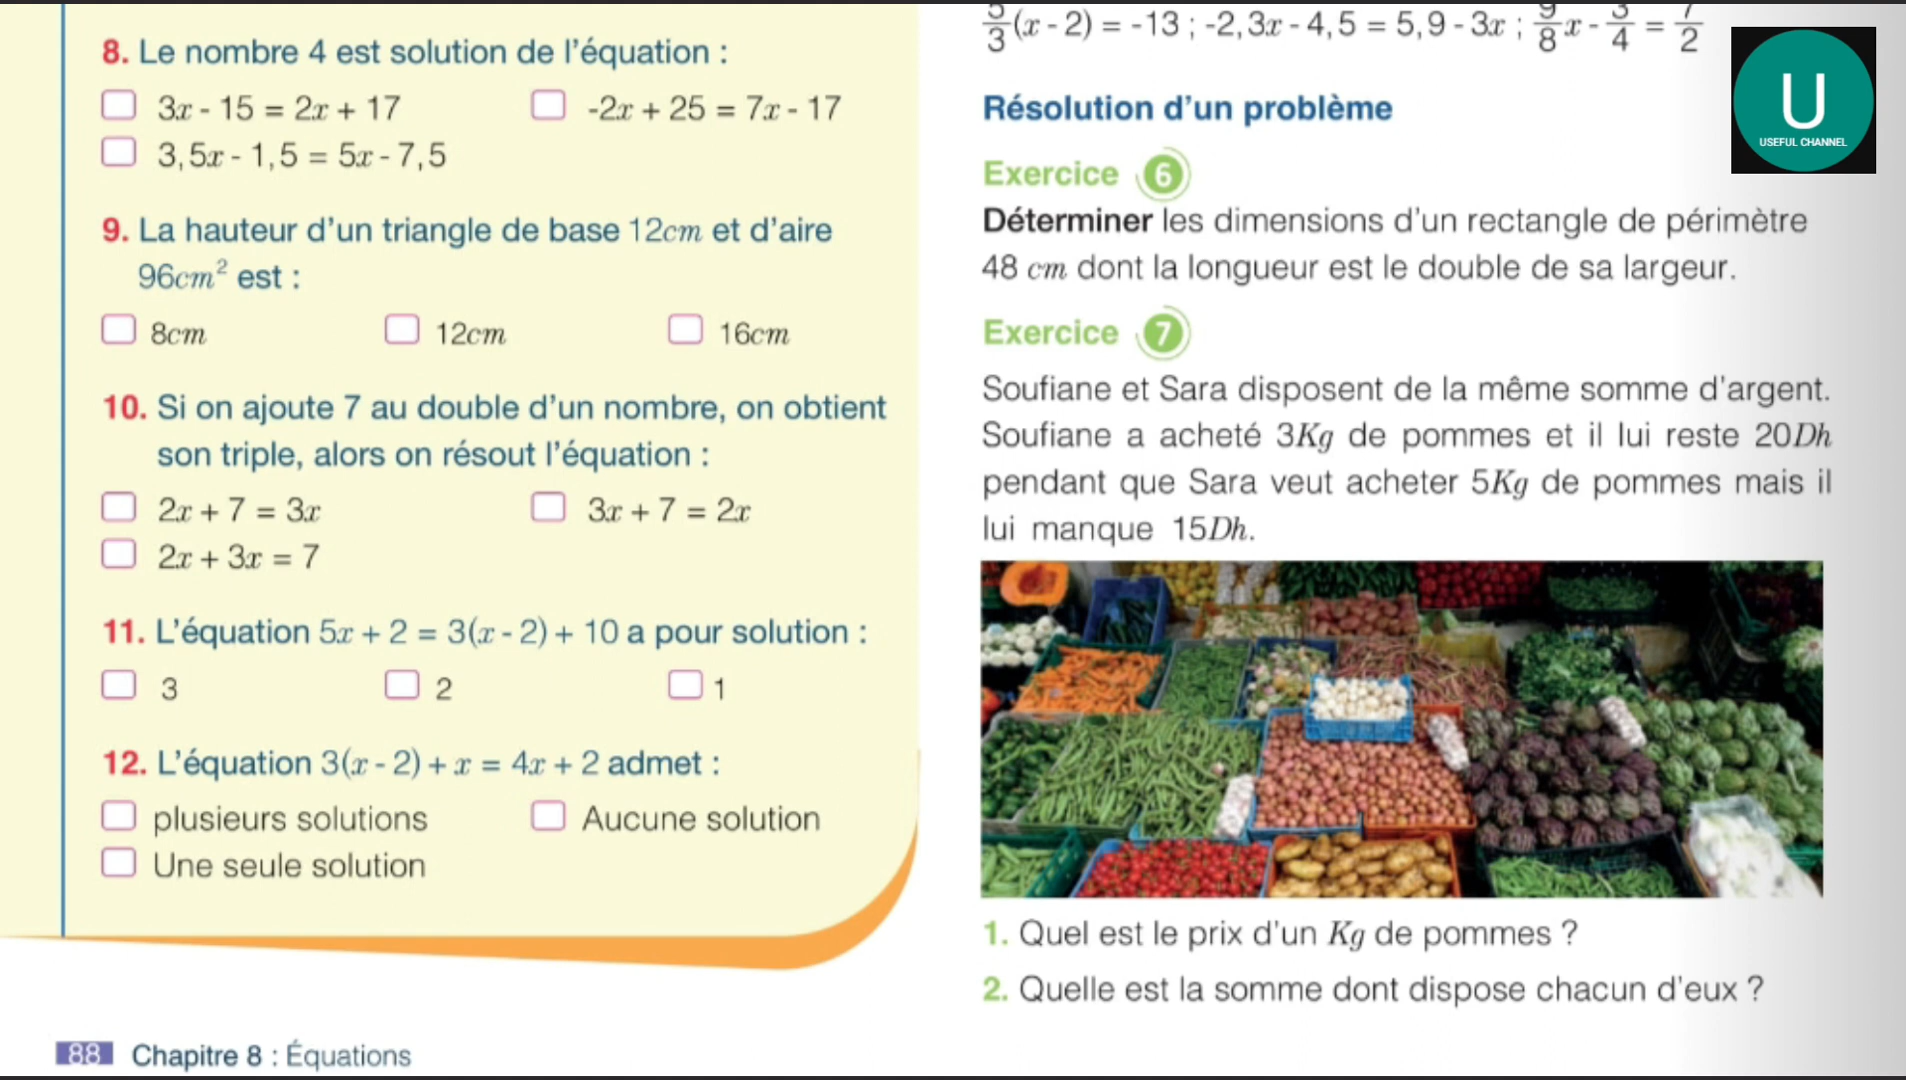 8. Le nombre 4 est solution de l'équation :
3x - 15 = 2x + 17
-2x + 25 = 7x - 17
3,5x - 1,5 = 5x - 7,5
9. La hauteur d'un triangle de base 12cm et d'aire
96cm² est :
8cm
12cm
16cm
10. Si on ajoute 7 au double d'un nombre, on obtient
son triple, alors on résout l'équation :
2x + 7 = 3x
3x + 7 = 2x
2x + 3x = 7
11. L'équation 5x + 2 = 3(x - 2) + 10 a pour solution :
3
2
1
12. L'équation 3(x - 2) + x = 4x + 2 admet :
plusieurs solutions
Aucune solution
Une seule solution
88 Chapitre 8 : Équations
5/3(x - 2) = -13 ; -2,3x - 4,5 = 5,9 - 3x ; 9/8x - 3/4 = 7/2
Résolution d'un problème
Exercice 6
Déterminer les dimensions d'un rectangle de périmètre
48 cm dont la longueur est le double de sa largeur.
Exercice 7
Soufiane et Sara disposent de la même somme d'argent.
Soufiane a acheté 3Kg de pommes et il lui reste 20Dh
pendant que Sara veut acheter 5Kg de pommes mais il
lui manque 15Dh.
1. Quel est le prix d'un Kg de pommes ?
2. Quelle est la somme dont dispose chacun d'eux ?
U
USEFUL CHANNEL